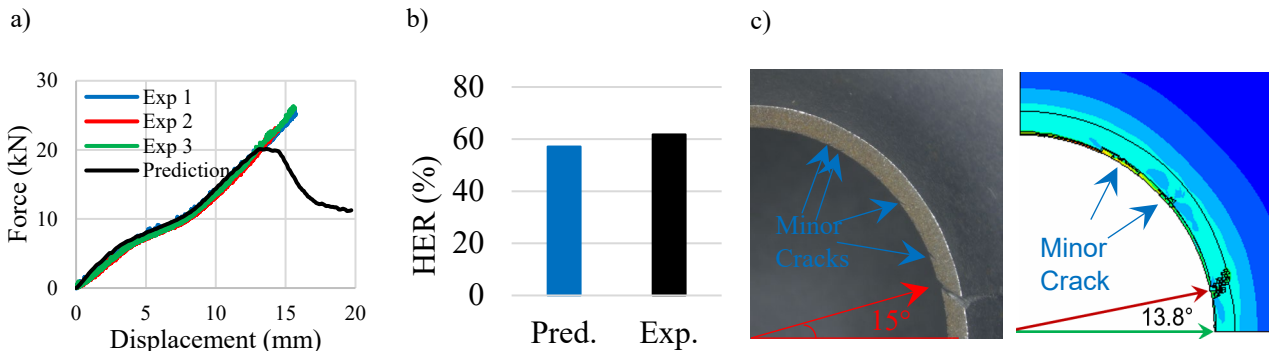 a)
30
20
10
0
Force (kN)
Exp 1
Exp 2
Exp 3
Prediction
0 5 10 15 20
Displacement (mm)
b)
80
60
40
20
0
HER (%)
Pred. Exp.
c)
Minor
Cracks
15°
Minor
Crack
13.8°